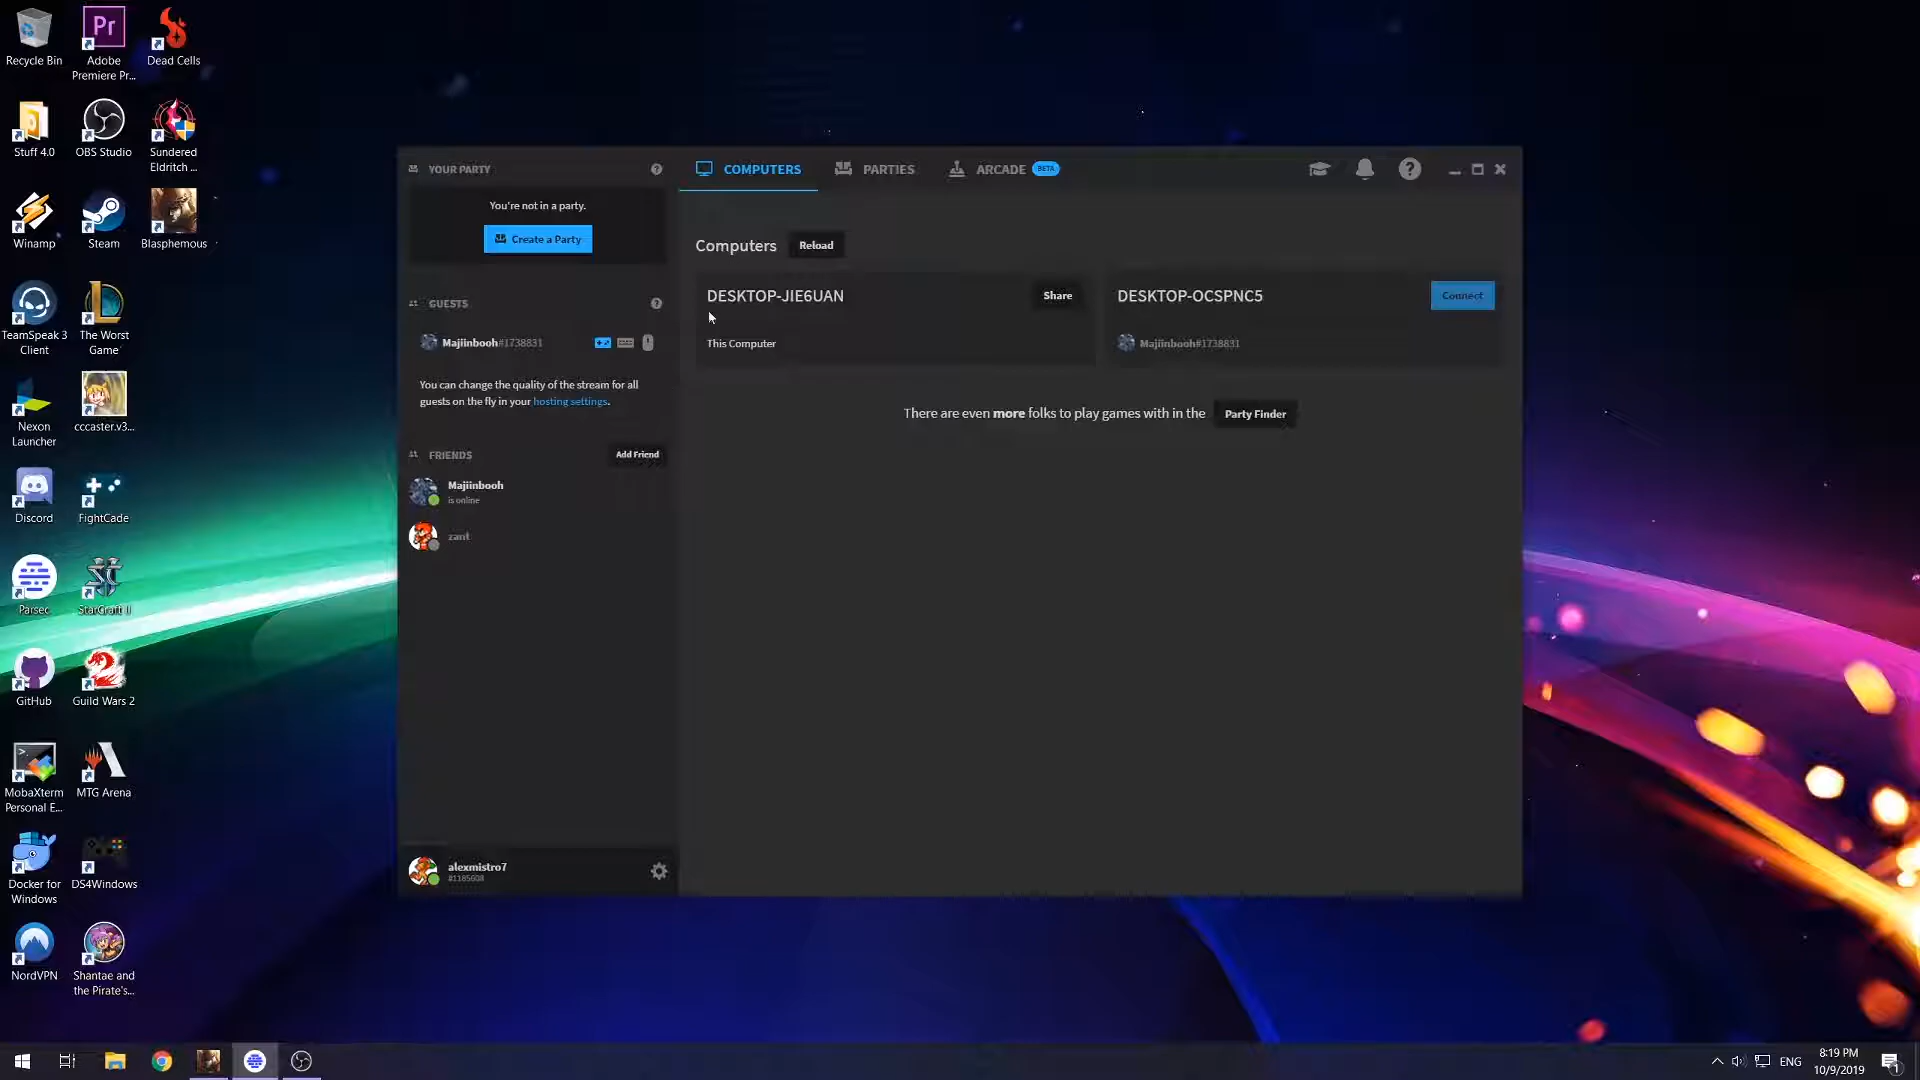 Recycle Bin
Adobe
Premiere Pr...
Dead Cells
Stuff 4.0
OBS Studio
Sundered
Eldritch ...
Winamp
Steam
Blasphemous
TeamSpeak 3
Client
The Worst
Game
Nexon
Launcher
cccaster.v3...
Discord
FightCade
Parsec
StarCraft II
GitHub
Guild Wars 2
MobaXterm
Personal E...
MTG Arena
Docker for
Windows
DS4Windows
NordVPN
Shantae and
the Pirate's...
YOUR PARTY
You're not in a party.
Create a Party
GUESTS
Majiinbooh#1738831
You can change the quality of the stream for all
guests on the fly in your hosting settings.
FRIENDS
Add Friend
Majiinbooh
is online
zant
alexmistro7
#1185608
COMPUTERS
PARTIES
ARCADE BETA
Computers
Reload
DESKTOP-JIE6UAN
Share
This Computer
DESKTOP-OCSPNC5
Connect
Majiinbooh#1738831
There are even more folks to play games with in the
Party Finder
ENG
8:19 PM
10/9/2019
1